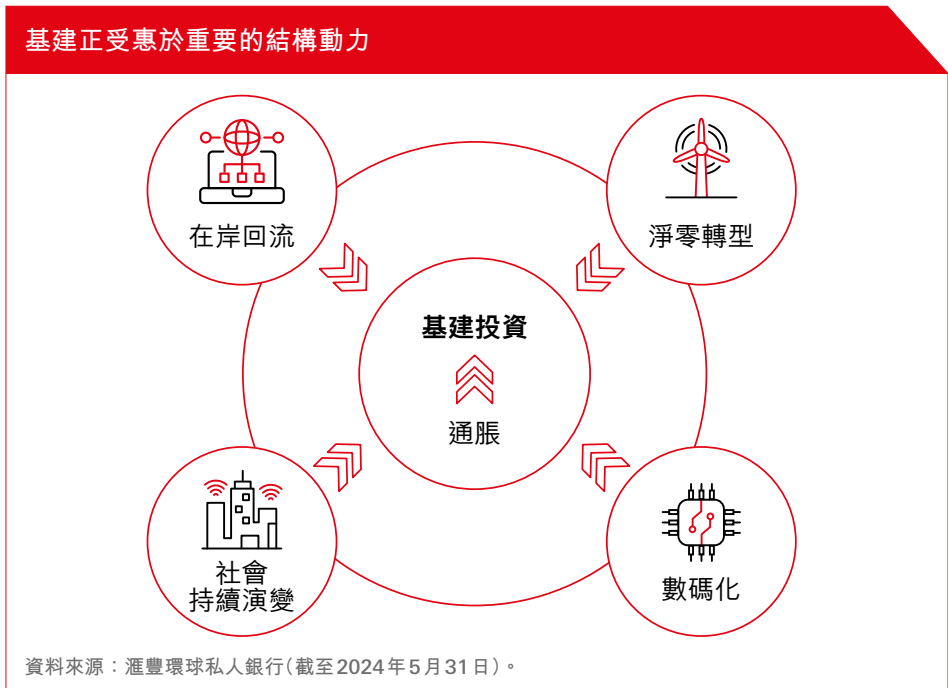 基建正受惠於重要的結構動力
在岸回流
淨零轉型
基建投資
通脹
社會
持續演變
數碼化
資料來源：滙豐環球私人銀行(截至2024年5月31日)。